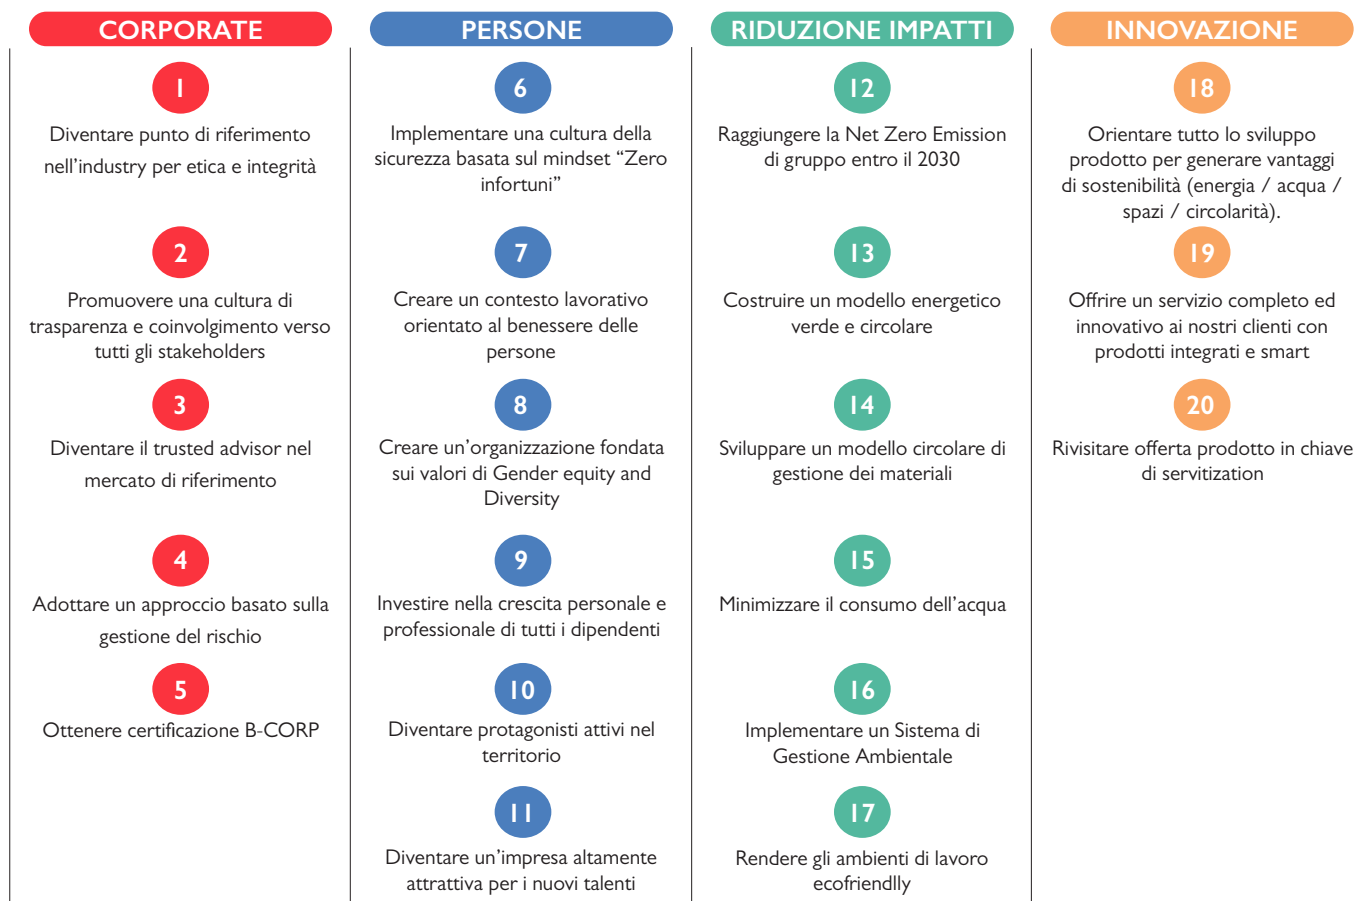 CORPORATE
1
Diventare punto di riferimento
nell’industry per etica e integrità
2
Promuovere una cultura di
trasparenza e coinvolgimento verso
tutti gli stakeholders
3
Diventare il trusted advisor nel
mercato di riferimento
4
Adottare un approccio basato sulla
gestione del rischio
5
Ottenere certificazione B-CORP
PERSONE
6
Implementare una cultura della
sicurezza basata sul mindset “Zero
infortuni”
7
Creare un contesto lavorativo
orientato al benessere delle
persone
8
Creare un’organizzazione fondata
sui valori di Gender equity and
Diversity
9
Investire nella crescita personale e
professionale di tutti i dipendenti
10
Diventare protagonisti attivi nel
territorio
11
Diventare un’impresa altamente
attrattiva per i nuovi talenti
RIDUZIONE IMPATTI
12
Raggiungere la Net Zero Emission
di gruppo entro il 2030
13
Costruire un modello energetico
verde e circolare
14
Sviluppare un modello circolare di
gestione dei materiali
15
Minimizzare il consumo dell’acqua
16
Implementare un Sistema di
Gestione Ambientale
17
Rendere gli ambienti di lavoro
ecofriendlly
INNOVAZIONE
18
Orientare tutto lo sviluppo
prodotto per generare vantaggi
di sostenibilità (energia / acqua /
spazi / circolarità).
19
Offrire un servizio completo ed
innovativo ai nostri clienti con
prodotti integrati e smart
20
Rivisitare offerta prodotto in chiave
di servitization